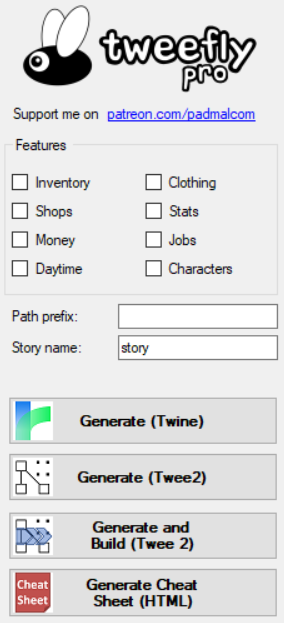 tweefly
pro
Support me on patreon.com/padmalcom
Features
Inventory Clothing
Shops Stats
Money Jobs
Daytime Characters
Path prefix:
Story name: story
Generate (Twine)
Generate (Twee2)
Generate and
Build (Twee 2)
Cheat
Sheet
Generate Cheat
Sheet (HTML)